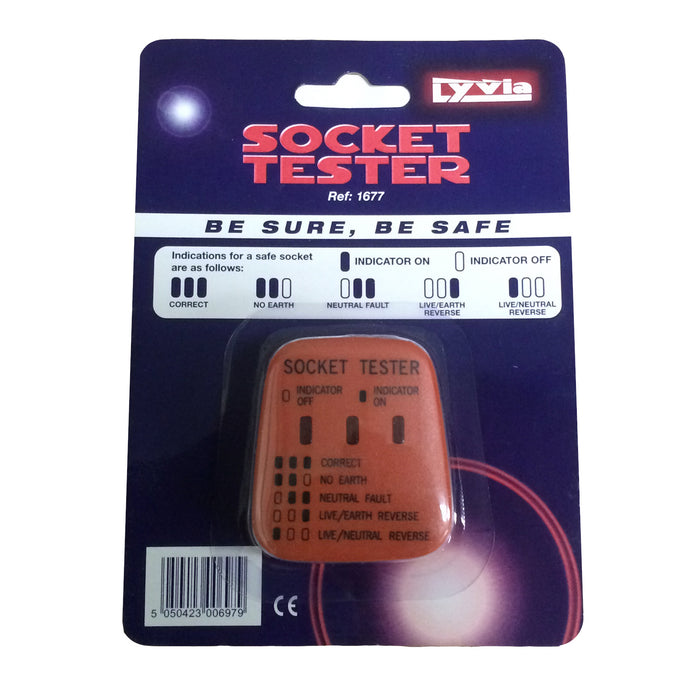 Lyvia
SOCKET
TESTER
Ref: 1677
BE SURE, BE SAFE
Indications for a safe socket
are as follows:
INDICATOR ON
INDICATOR OFF
CORRECT
NO EARTH
NEUTRAL FAULT
LIVE/EARTH
REVERSE
LIVE/NEUTRAL
REVERSE
SOCKET TESTER
INDICATOR
OFF
INDICATOR
ON
CORRECT
NO EARTH
NEUTRAL FAULT
LIVE/EARTH REVERSE
LIVE/NEUTRAL REVERSE
5 050423 006979
CE